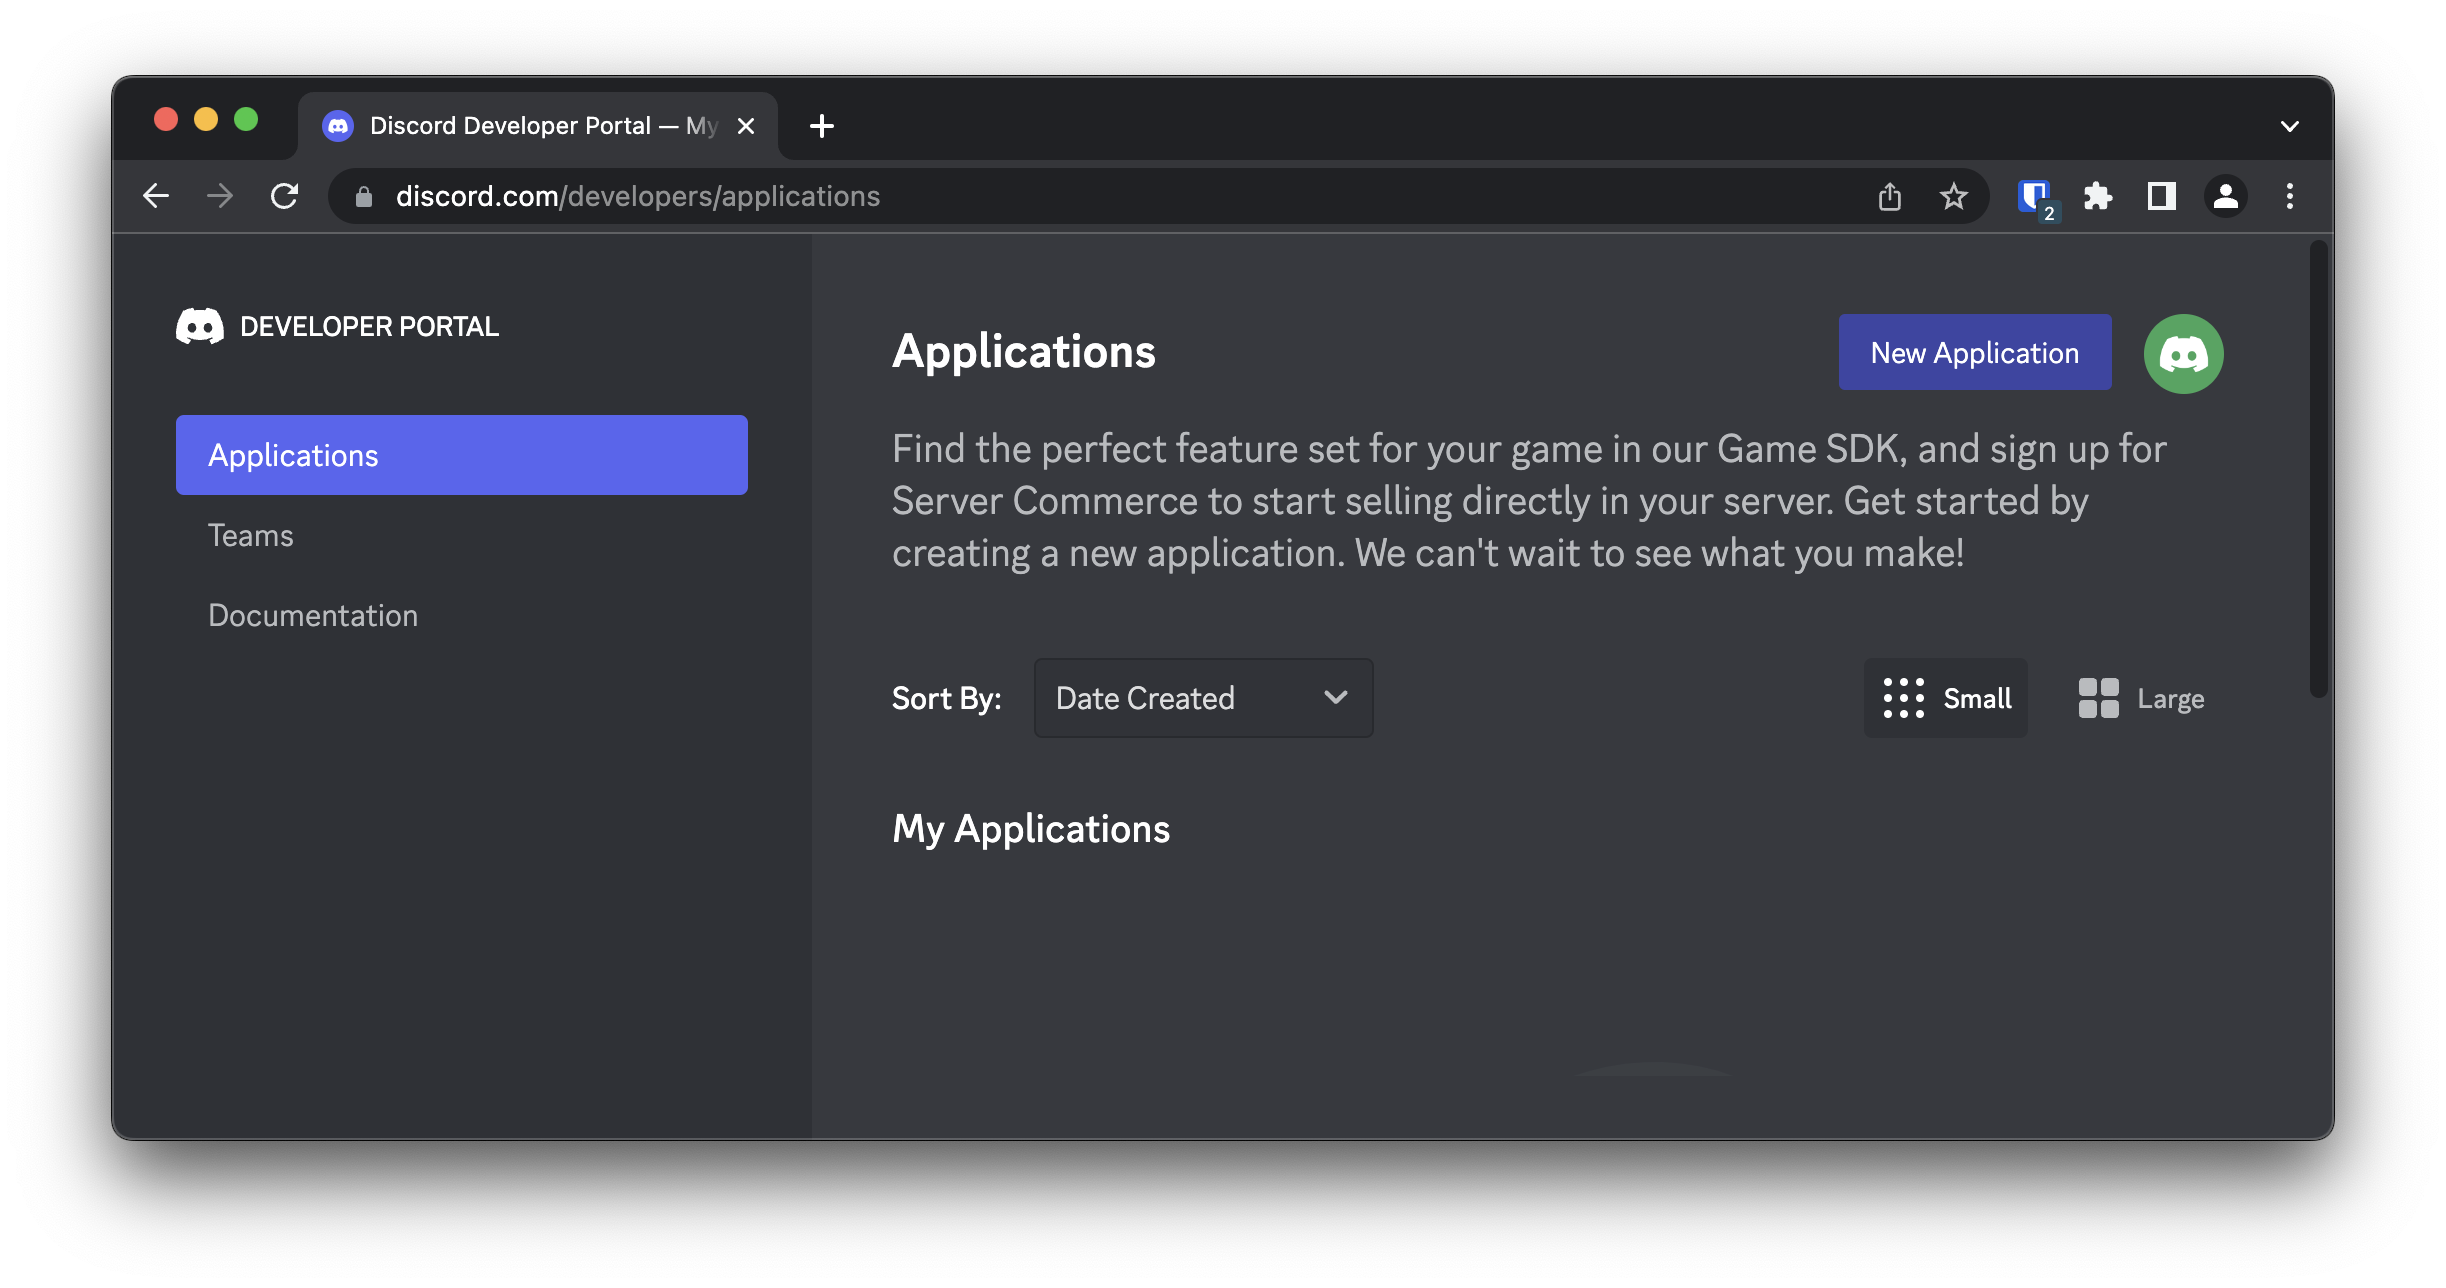 Discord Developer Portal — My
discord.com/developers/applications
2
DEVELOPER PORTAL
Applications
Teams
Documentation
Applications
New Application
Find the perfect feature set for your game in our Game SDK, and sign up for
Server Commerce to start selling directly in your server. Get started by
creating a new application. We can't wait to see what you make!
Sort By:
Date Created
Small
Large
My Applications